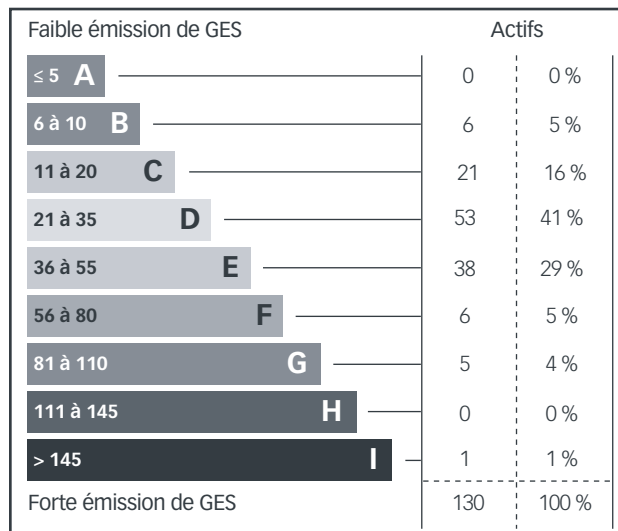 Faible émission de GES Actifs
≤ 5 A 0 0 %
6 à 10 B 6 5 %
11 à 20 C 21 16 %
21 à 35 D 53 41 %
36 à 55 E 38 29 %
56 à 80 F 6 5 %
81 à 110 G 5 4 %
111 à 145 H 0 0 %
> 145 I 1 1 %
Forte émission de GES 130 100 %